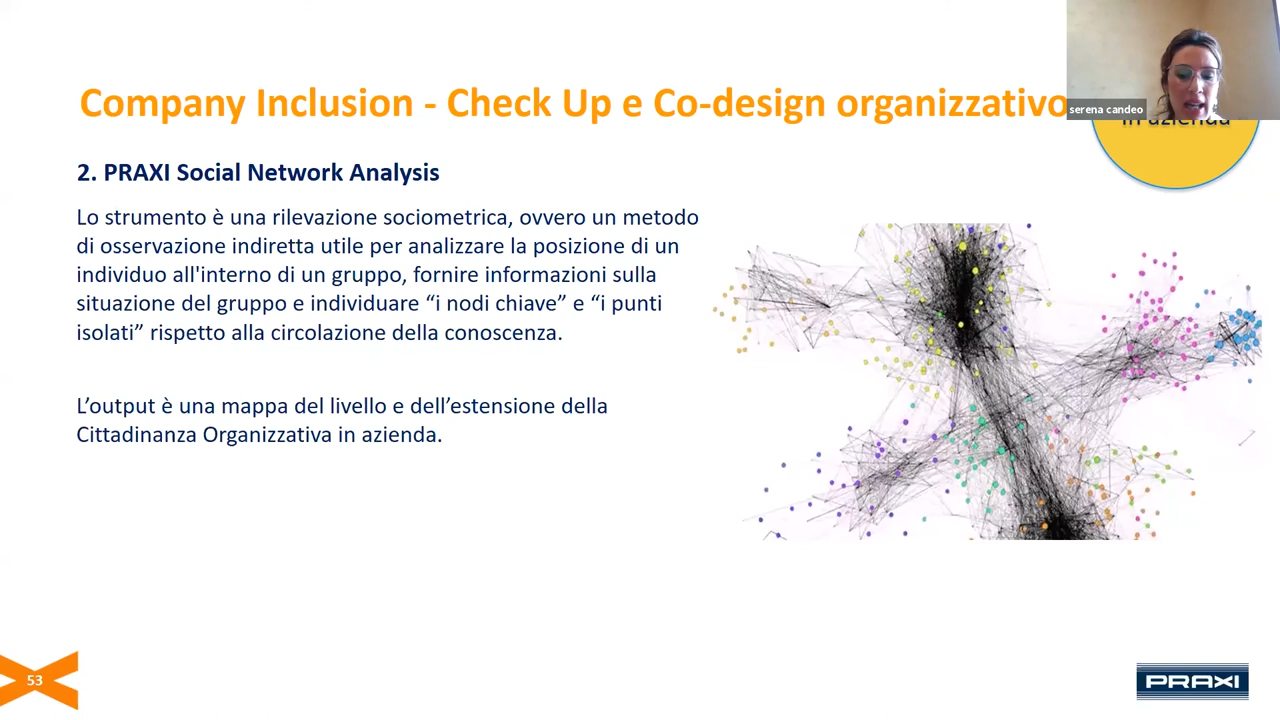 Company Inclusion - Check Up e Co-design organizzativo
serena candeo
in azienda
2. PRAXI Social Network Analysis
Lo strumento è una rilevazione sociometrica, ovvero un metodo
di osservazione indiretta utile per analizzare la posizione di un
individuo all'interno di un gruppo, fornire informazioni sulla
situazione del gruppo e individuare “i nodi chiave” e “i punti
isolati” rispetto alla circolazione della conoscenza.
L’output è una mappa del livello e dell’estensione della
Cittadinanza Organizzativa in azienda.
53
PRAXI